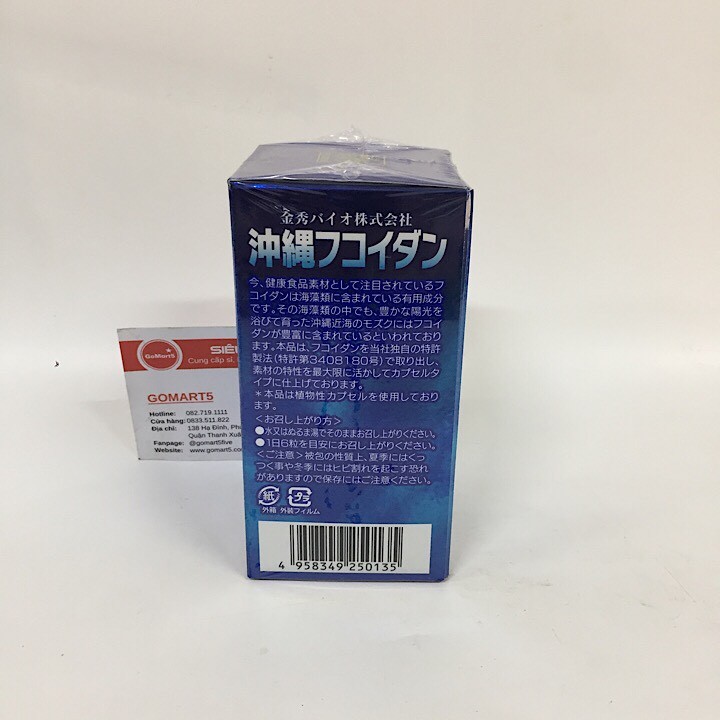 金秀バイオ株式会社
沖縄フコイダン
今、健康食品素材として注目されているフ
コイダンは海藻類に含まれている有用成分
です。その海藻類の中でも、豊かな陽光を
浴びて育った沖縄近海のモズクにはフコイ
ダンが豊富に含まれているといわれており
ます。本品は、フコイダンを当社独自の特許
製法(特許第3408180号)で取り出し、
素材の特性を最大限に活かしてカプセルタ
イプに仕上げております。
*本品は植物性カプセルを使用しており
ます。
<お召し上がり方>
●水又はぬるま湯でそのままお召し上がりください。
●1日6粒を目安にお召し上がりください。
<ご注意>被包の性質上、夏季にはくっ
つく事や冬季にはヒビ割れを起こす恐れ
がありますので保存にはご注意ください。
紙 プラ
外箱 外装フィルム
4 958349 250135
GoMart5
SIÊU
Cung cấp sỉ,
GOMART5
Hotline: 082.719.1111
Cửa hàng: 0833.511.822
Địa chỉ: 138 Hạ Đình,
Quận Thanh Xuâ
Fanpage: @gomart5five
Website: www.gomart5.co